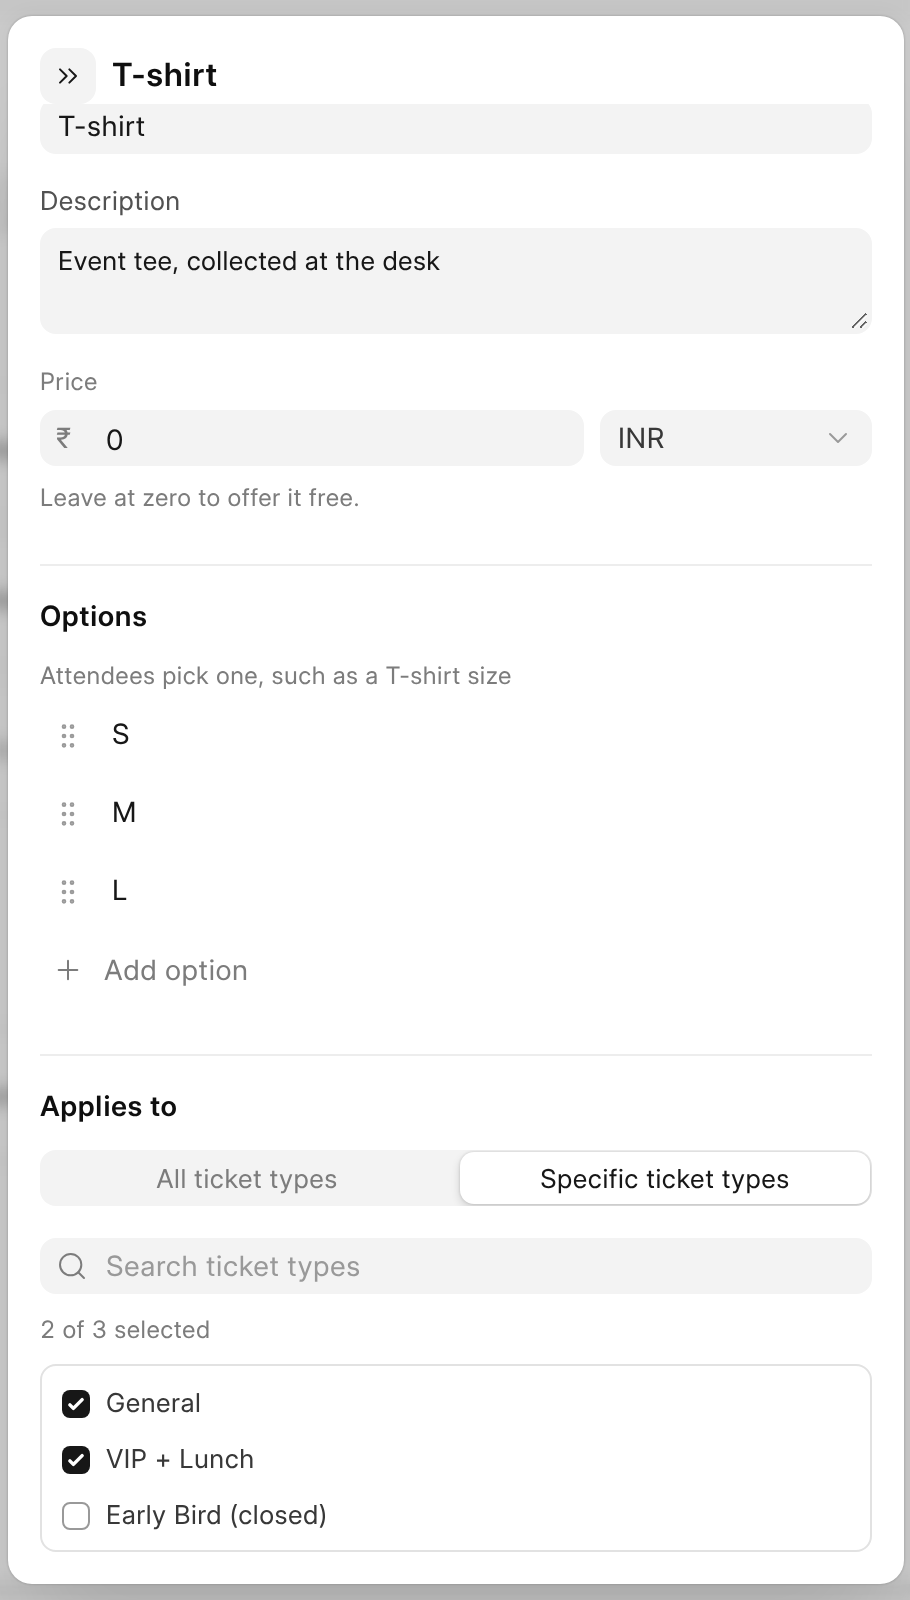 T-shirt
T-shirt
Description
Event tee, collected at the desk
Price
₹ 0 INR
Leave at zero to offer it free.
Options
Attendees pick one, such as a T-shirt size
S
M
L
Add option
Applies to
All ticket types Specific ticket types
Search ticket types
2 of 3 selected
General
VIP + Lunch
Early Bird (closed)